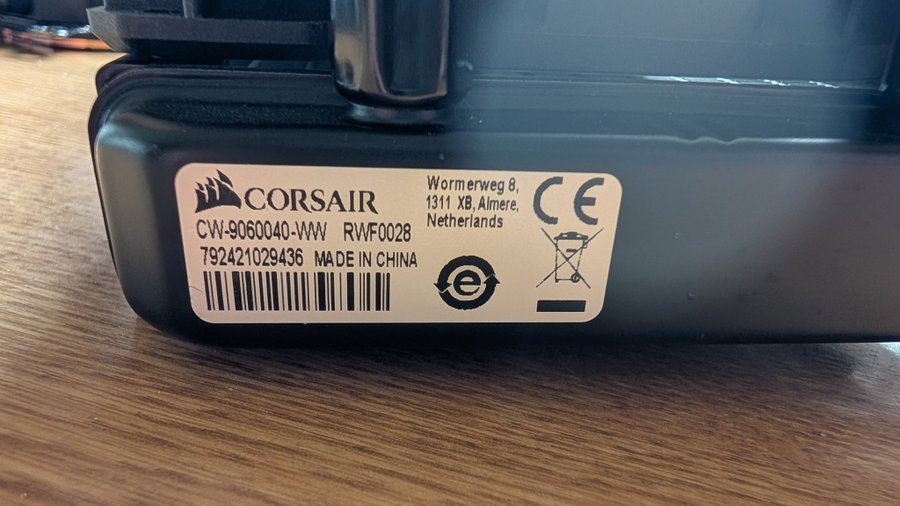 CORSAIR
CW-9060040-WW RWF0028
792421029436 MADE IN CHINA
Wormerweg 8,
1311 XB, Almere,
Netherlands
CE
e